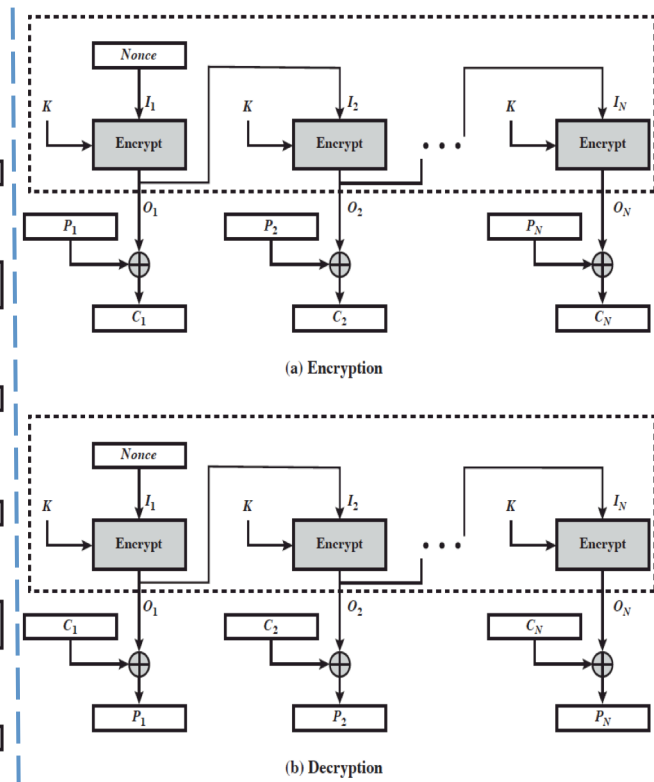 Nonce
K I₁ K I₂ K Iₙ
Encrypt Encrypt • • • Encrypt
O₁ O₂ Oₙ
P₁ P₂ Pₙ
C₁ C₂ Cₙ
(a) Encryption
Nonce
K I₁ K I₂ K Iₙ
Encrypt Encrypt • • • Encrypt
O₁ O₂ Oₙ
C₁ C₂ Cₙ
P₁ P₂ Pₙ
(b) Decryption